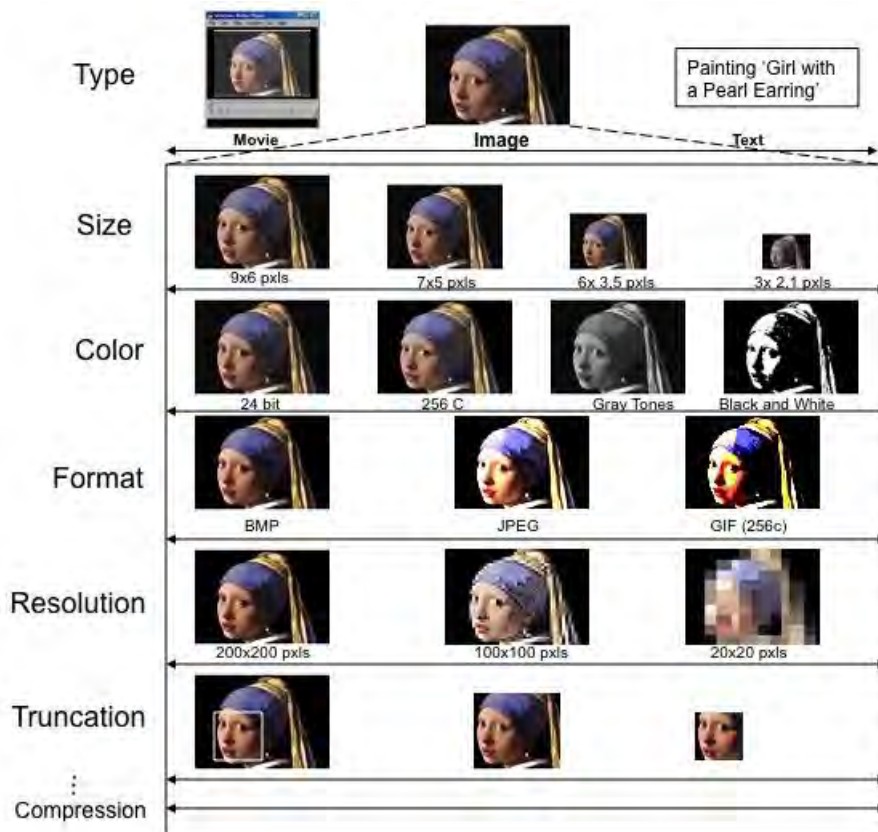 Type
Painting 'Girl with
a Pearl Earring'
Movie
Image
Text
Size
9x6 pxls
7x5 pxls
6x 3.5 pxls
3x 2.1 pxls
Color
24 bit
256 C
Gray Tones
Black and White
Format
BMP
JPEG
GIF (256c)
Resolution
200x200 pxls
100x100 pxls
20x20 pxls
Truncation
Compression